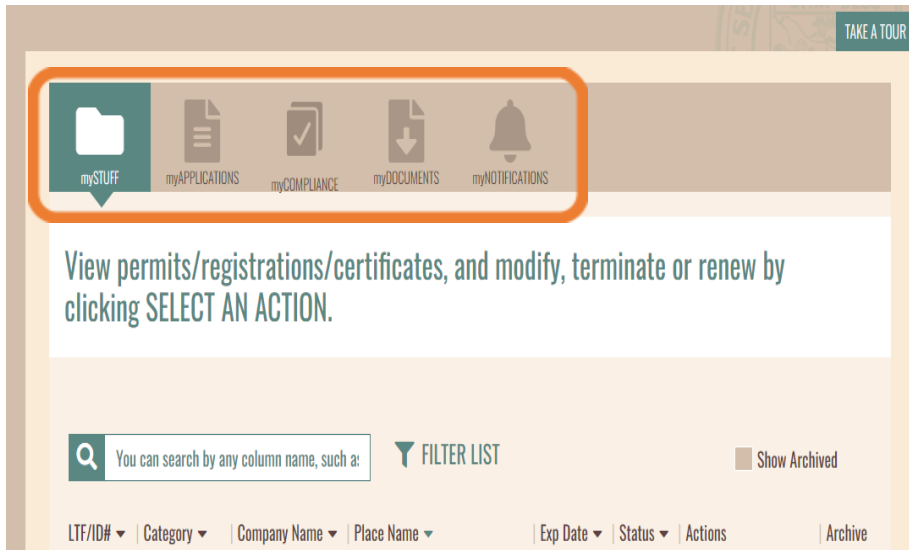 TAKE A TOUR
mySTUFF myAPPLICATIONS myCOMPLIANCE myDOCUMENTS myNOTIFICATIONS
View permits/registrations/certificates, and modify, terminate or renew by
clicking SELECT AN ACTION.
You can search by any column name, such as FILTER LIST Show Archived
LTF/ID# Category Company Name Place Name Exp Date Status Actions Archive